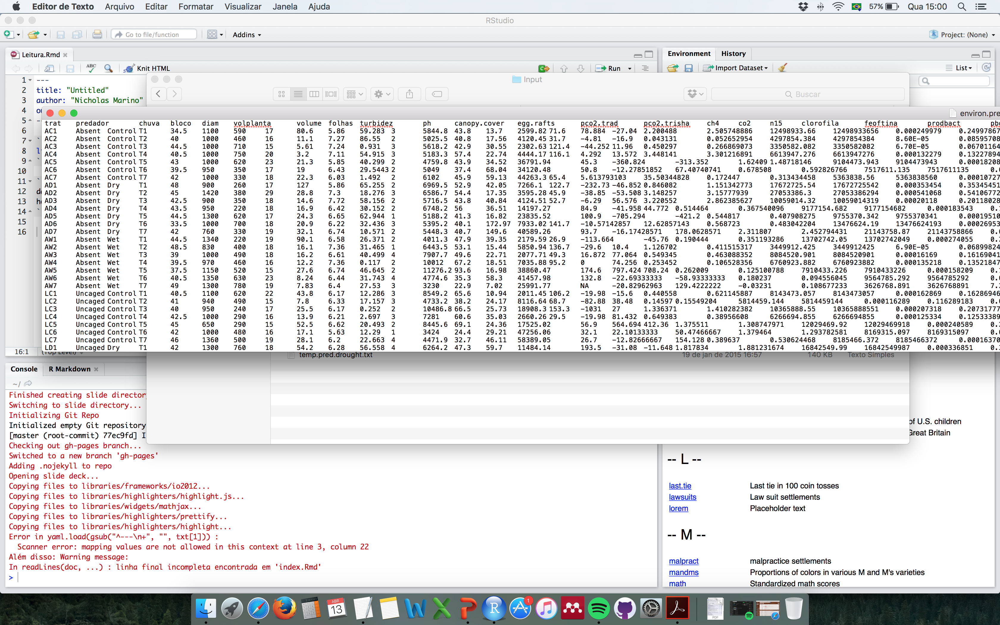 Editor de Texto Arquivo Editar Formatar Visualizar Janela Ajuda 57% Qua 15:00
RStudio
Go to file/function Addins Project: (None)
Leitura.Rmd Environment History
ABC Knit HTML Run Import Dataset List
Input
Buscar
1 ---
2 title: "Untitled"
3 author: "Nicholas Marino"
4
5
6
7
8
9
10
11
12
13
14
15
16
environ.pre
trat predador chuva bloco diam volplanta volume folhas turbidez ph canopy.cover egg.rafts pco2.trad pco2.trisha ch4 co2 n15 clorofila feoftina prodbact
AC1 Absent Control T1 34.5 1100 590 17 80.6 5.86 59.283 3 5844.8 43.8 13.7 2599.82 71.6 78.884 -27.04 2.200488 2.505748886 12498933.66 12498933656 0.000249979 0.24997867
AC2 Absent Control T2 40 1000 460 16 11.1 7.27 86.55 2 5025.5 40.8 17.56 4120.45 31.7 -4.81 -16.9 0.043131 0.052652954 4297854.384 4297854384 8.60E-05 0.08595708
AC3 Absent Control T3 44.5 1000 710 15 5.61 7.24 0.931 3 5618.2 42.9 30.55 2302.63 121.4 -44.252 11.96 0.450297 0.266869073 3350582.082 3350582082 6.70E-05 0.06701164
AC4 Absent Control T4 40.5 1000 750 20 3.2 7.11 54.915 3 5183.3 57.4 22.74 4444.17 116.1 4.292 13.572 3.448141 3.301216891 6613947.276 6613947276 0.000132279 0.13227894
AC5 Absent Control T5 43 1000 620 23 21.3 5.85 40.299 2 4759.8 43.9 34.52 36791.94 45.3 -360.824 -313.352 1.62409 1.48718146 9104473.943 9104473943 0.00018208
AC6 Absent Control T6 39.5 950 350 17 19 6.43 29.5443 2 5049 37.4 68.04 34120.48 50.8 -12.27851852 67.40740741 0.678508 0.592826766 7517611.135 7517611135 0.0
AC7 Absent Control T7 42 1000 330 18 22.3 6.03 1.492 2 6102 45.9 59.13 44263.3 65.4 5.613793103 35.50344828 0.172447 0.313434458 5363838.56 5363838560 0.00010727
AD1 Absent Dry T1 48 900 260 17 127 5.86 65.255 2 6969.5 52.9 42.05 7266.1 122.7 -232.73 -46.852 0.846082 1.151342773 17672725.54 17672725542 0.000353454 0.35345451
AD2 Absent Dry T2 45 1420 380 29 28.8 7.3 18.276 3 6586.7 54.4 17.35 3595.28 45.9 -38.85 -53.508 3.148257 3.15777939 27053386.3 27053386294 0.000541068 0.54106772
AD3 Absent Dry T3 42.5 900 350 18 14.6 7.72 58.156 2 5716.5 43.8 40.84 4124.51 52.7 -6.29 56.576 3.220552 2.862385627 10059014.32 10059014319 0.00020118 0.20118028
AD4 Absent Dry T4 43.5 950 220 18 16.9 6.42 30.152 2 6748.2 56 36.51 14197.27 84.9 -41.958 44.772 0.514464 0.367540096 9177154.682 9177154682 0.000183543
AD5 Absent Dry T5 44.5 1300 620 17 24.3 6.65 62.944 1 5188.2 41.3 16.82 23835.52 100.9 -705.294 -421.2 0.544817 0.407908275 9755370.342 9755370341 0.00019510
AD6 Absent Dry T6 33.5 1000 700 18 20.9 6.22 32.436 3 5395.2 40.1 172.97 7933.02 141.7 -10.57142857 12.62857143 0.568723 0.483042204 13476624.19 13476624193 0.00026953
AD7 Absent Dry T7 42 760 330 19 32.1 6.74 10.571 2 5448.3 40.7 149.6 40589.26 93.7 -16.17428571 178.0628571 2.311807 2.452794431 21143758.87 21143758866 0.0
AW1 Absent Wet T1 44.5 1340 220 19 90.1 6.58 26.371 2 4011.3 47.9 39.35 2179.59 26.9 -113.664 -45.76 0.190444 0.351193286 13702742.05 13702742049 0.000274055
AW2 Absent Wet T2 48.5 830 400 18 16.1 7.36 31.465 1 6443.5 53.1 15.44 5850.94 136.7 -29.6 10.4 1.126702 0.411515317 3449912.425 3449912425 6.90E-05 0.06899824
AW3 Absent Wet T3 39 1000 490 18 16.2 6.61 40.499 4 7907.7 49.6 22.71 2077.71 49.3 16.872 77.064 0.549345 0.463088352 8084520.901 8084520901 0.00016169 0.16169041
AW4 Absent Wet T4 39.5 970 460 16 12.2 7.36 0.117 2 10012 67.2 18.51 7035.88 95.2 0 74.256 0.253452 0.106528356 6760923.882 6760923882 0.000135218 0.13521847
AW5 Absent Wet T5 37.5 1150 520 15 27.6 6.74 46.645 2 11276.2 93.6 16.98 38860.47 174.6 797.424 708.24 0.262009 0.125100788 7910433.226 7910433226 0.000158209
AW6 Absent Wet T6 40.5 1350 630 23 8.24 6.44 31.743 4 4774.6 35.3 58.3 41457.98 132.8 -22.69333333 -58.93333333 0.180237 0.094556045 9564785.292 9564785292 0.0
AW7 Absent Wet T7 49 1300 780 19 7.83 6.4 27.53 3 3230 22.9 7.02 25991.77 NA -20.82962963 129.4222222 -0.03231 0.108677233 3626768.891 3626768891 7.2
LC1 Uncaged Control T1 40.5 1100 620 22 43.8 6.17 12.286 3 8549.2 65.6 10.94 2011.45 106.2 -19.98 -15.6 0.440558 0.621145887 8143473.057 8143473057 0.000162869 0.16286946
LC2 Uncaged Control T2 41 940 490 15 7.8 6.33 17.157 3 4733.2 38.2 24.17 8116.64 68.7 -82.88 38.48 0.14597 0.15549204 5814459.144 5814459144 0.000116289 0.116289183
LC3 Uncaged Control T3 40 950 240 17 25.5 6.17 0.252 2 10486.8 66.5 25.73 18908.3 153.3 -1031 27 1.336371 1.410282382 10365888.55 10365888551 0.000207318 0.20731777
LC4 Uncaged Control T4 42.5 1000 290 16 13.9 6.21 2.697 3 7281 60.6 35.03 2660.26 29.5 -19.98 81.432 0.649383 0.38956608 6266694.855 6266694855 0.000125334 0.12533389
LC5 Uncaged Control T5 45 650 290 15 52.5 6.62 20.493 2 8445.6 69.1 24.36 17525.02 56.9 564.694 412.36 1.375511 1.308747971 12029469.92 12029469918 0.000240589
LC6 Uncaged Control T6 42 1000 480 16 17.1 5.63 12.29 1 3424 24.4 29.21 47256.06 32.1 22.10133333 50.47466667 1.379464 1.293782581 8169315.097 8169315097 0.0
LC7 Uncaged Control T7 46 1360 500 19 28.1 6.2 22.663 4 4471.9 32.7 46.11 58389.05 26.7 -12.82666667 154.128 0.389637 0.530624468 8185466.372 8185466372 0.00016370
LD1 Uncaged Dry T1 42 1300 760 18 54.2 6.28 56.558 4 6264.2 47.3 59.7 11484.14 193.5 -31.08 -11.648 1.817834 1.881231674 16842549.99 16842549987 0.000336851
16:1 (Top Level)
temp.pred.drought.txt 19 de jan de 2015 16:57 140 KB Texto Simples
Console R Markdown
~/
Finished creating slide director
Switching to slide directory...
Initializing Git Repo
Initialized empty Git repository
[master (root-commit) 77ec9fd] I
Checking out gh-pages branch...
Switched to a new branch 'gh-pages'
Adding .nojekyll to repo
Opening slide deck...
Copying files to libraries/frameworks/io2012...
Copying files to libraries/highlighters/highlight.js...
Copying files to libraries/widgets/mathjax...
Copying files to libraries/highlighters/prettify...
Copying files to libraries/highlighters/highlight...
Error in yaml.load(gsub("^---\n+", "", txt[1])) :
Scanner error: mapping values are not allowed in this context at line 3, column 22
Além disso: Warning message:
In readLines(doc, ...) : linha final incompleta encontrada em 'index.Rmd'
>
of U.S. children
Great Britain
-- L --
last.tie Last tie in 100 coin tosses
lawsuits Law suit settlements
lorem Placeholder text
-- M --
malpract malpractice settlements
mandms Proportions of colors in various M and M's varieties
math Standardized math scores
ABR
13
1
PDF